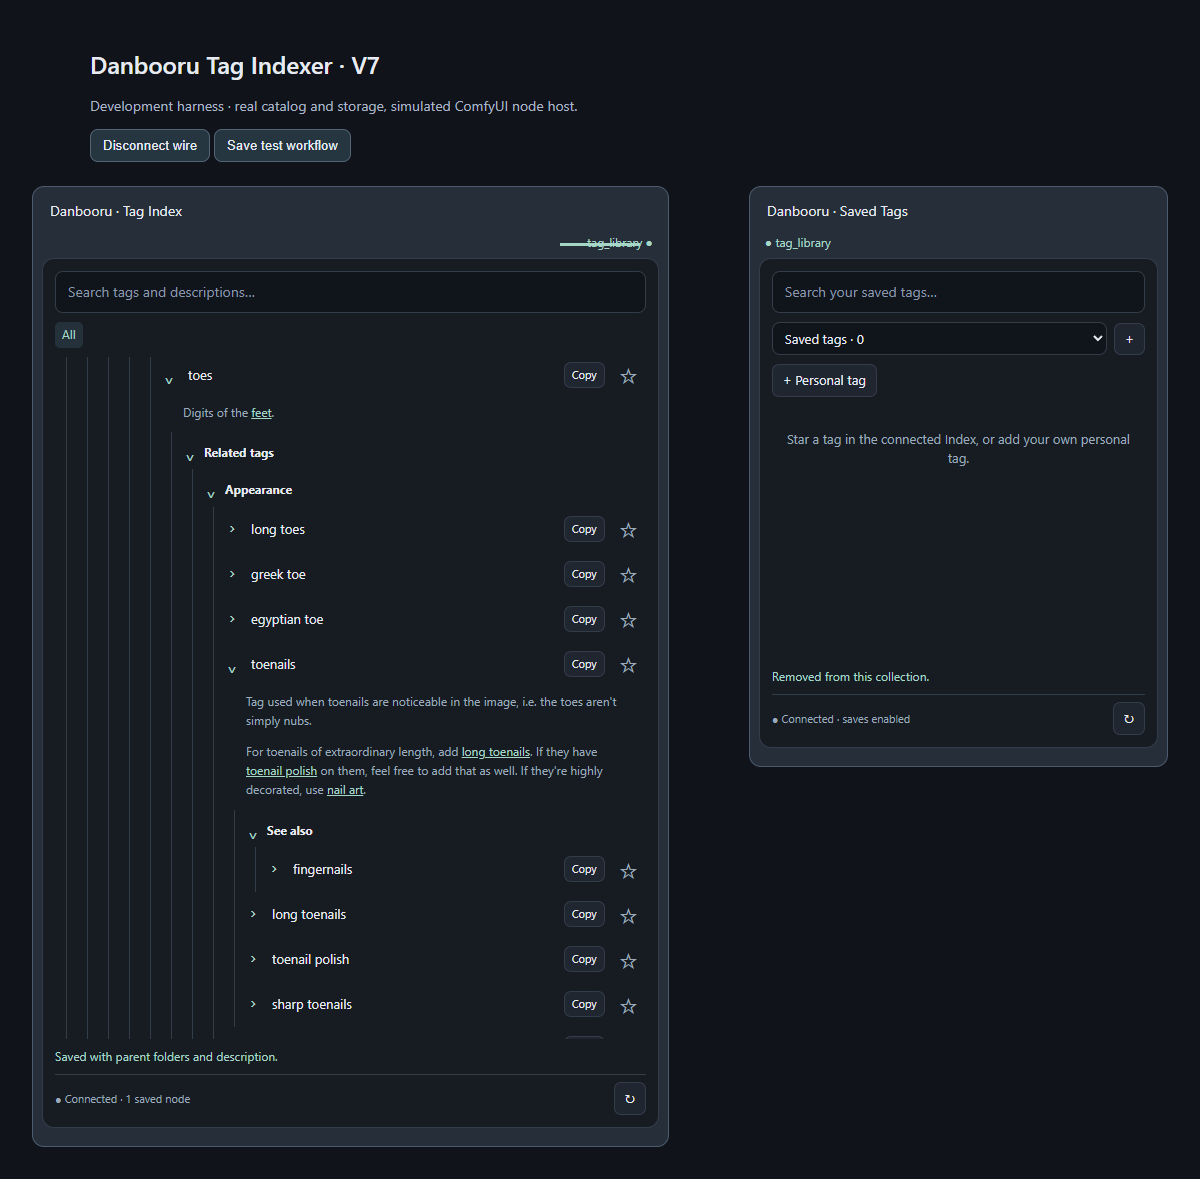 Danbooru Tag Indexer · V7
Development harness · real catalog and storage, simulated ComfyUI node host.
Disconnect wire
Save test workflow
Danbooru · Tag Index
tag_library
Search tags and descriptions...
All
toes
Copy
Digits of the feet.
Related tags
Appearance
long toes
Copy
greek toe
Copy
egyptian toe
Copy
toenails
Copy
Tag used when toenails are noticeable in the image, i.e. the toes aren't
simply nubs.
For toenails of extraordinary length, add long toenails. If they have
toenail polish on them, feel free to add that as well. If they're highly
decorated, use nail art.
See also
fingernails
Copy
long toenails
Copy
toenail polish
Copy
sharp toenails
Copy
Saved with parent folders and description.
Connected · 1 saved node
Danbooru · Saved Tags
tag_library
Search your saved tags...
Saved tags · 0
+
+ Personal tag
Star a tag in the connected Index, or add your own personal
tag.
Removed from this collection.
Connected · saves enabled